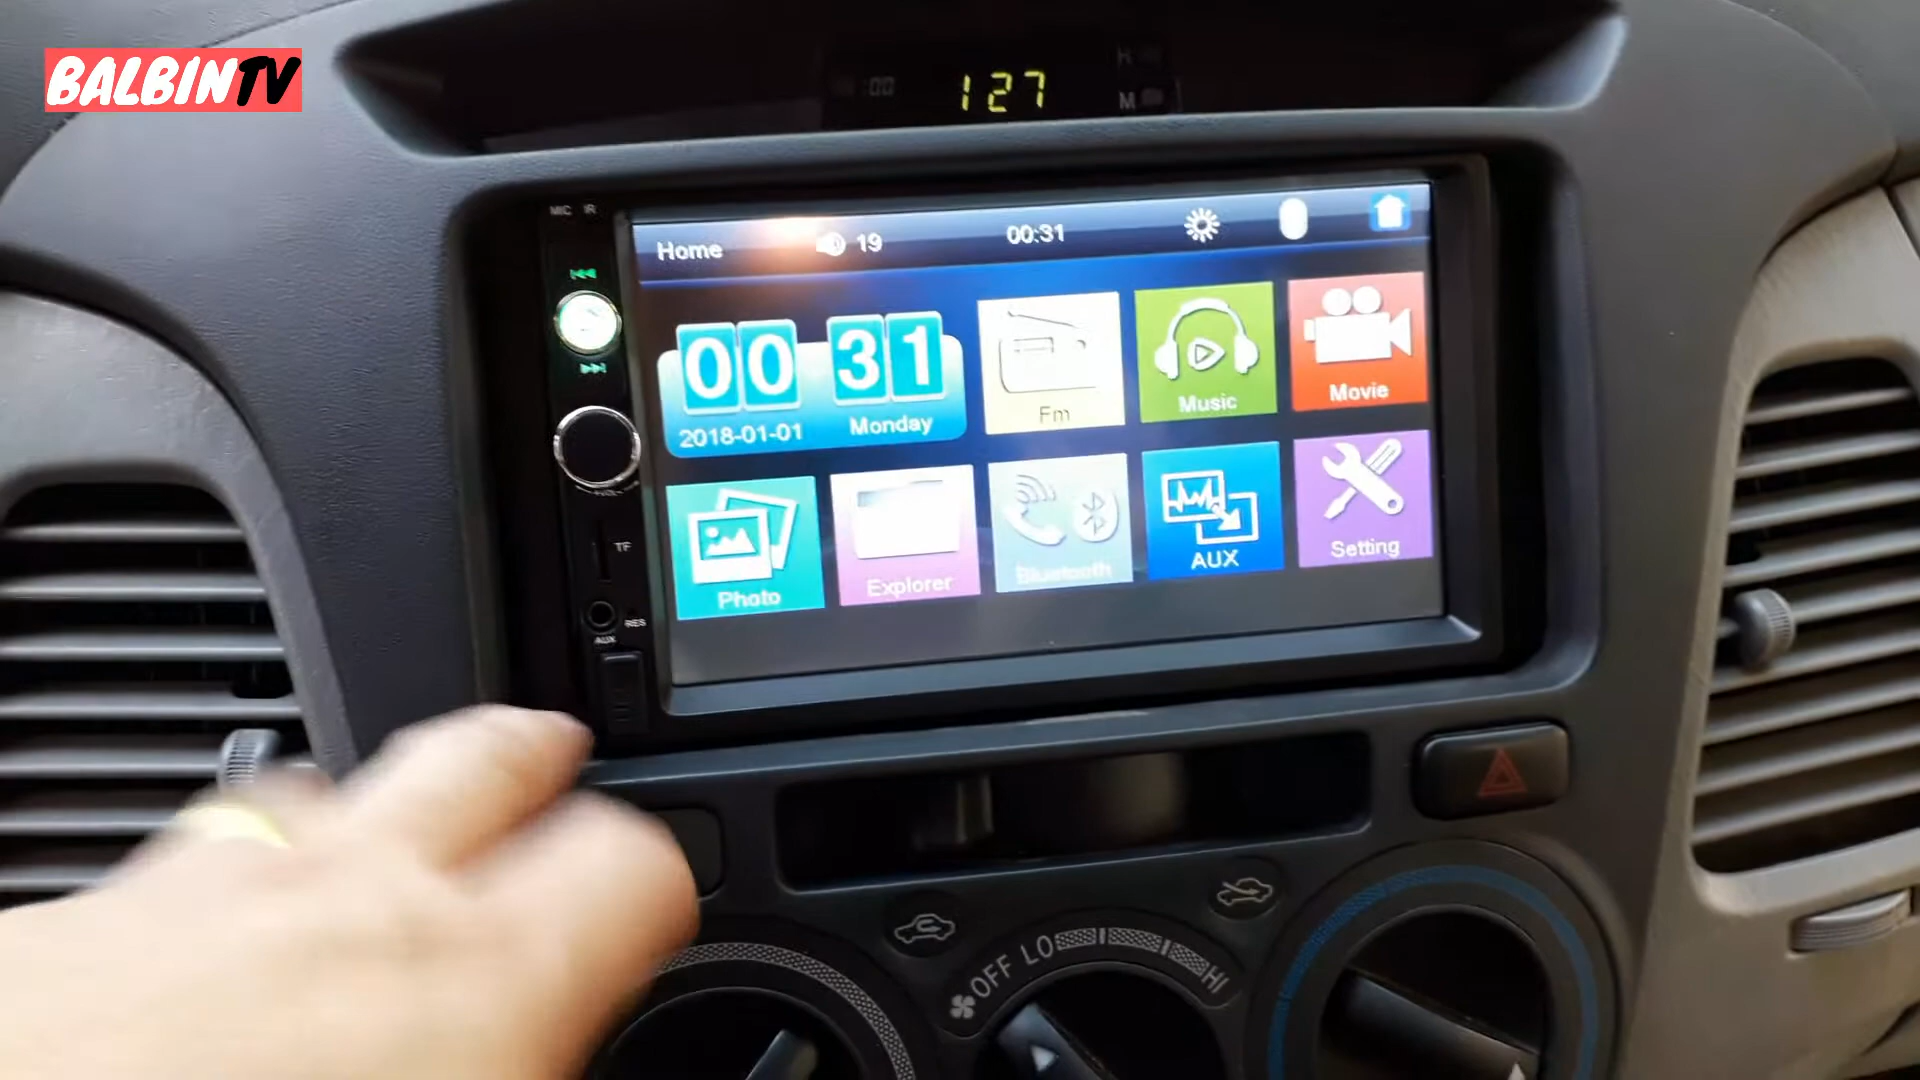 BALBINTV
:00
127
R
M
MIC IR
Home 19 00:31
00 31
2018-01-01 Monday
Fm
Music
Movie
Photo
Explorer
Bluetooth
AUX
Setting
TF
RES
AUX
OFF LO HI